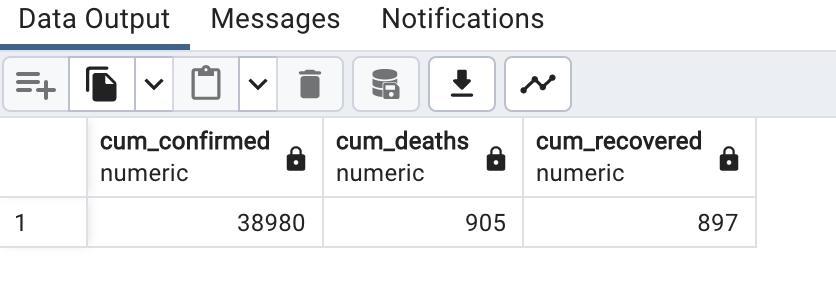 Data Output Messages Notifications
cum_confirmed cum_deaths cum_recovered
numeric numeric numeric
1 38980 905 897